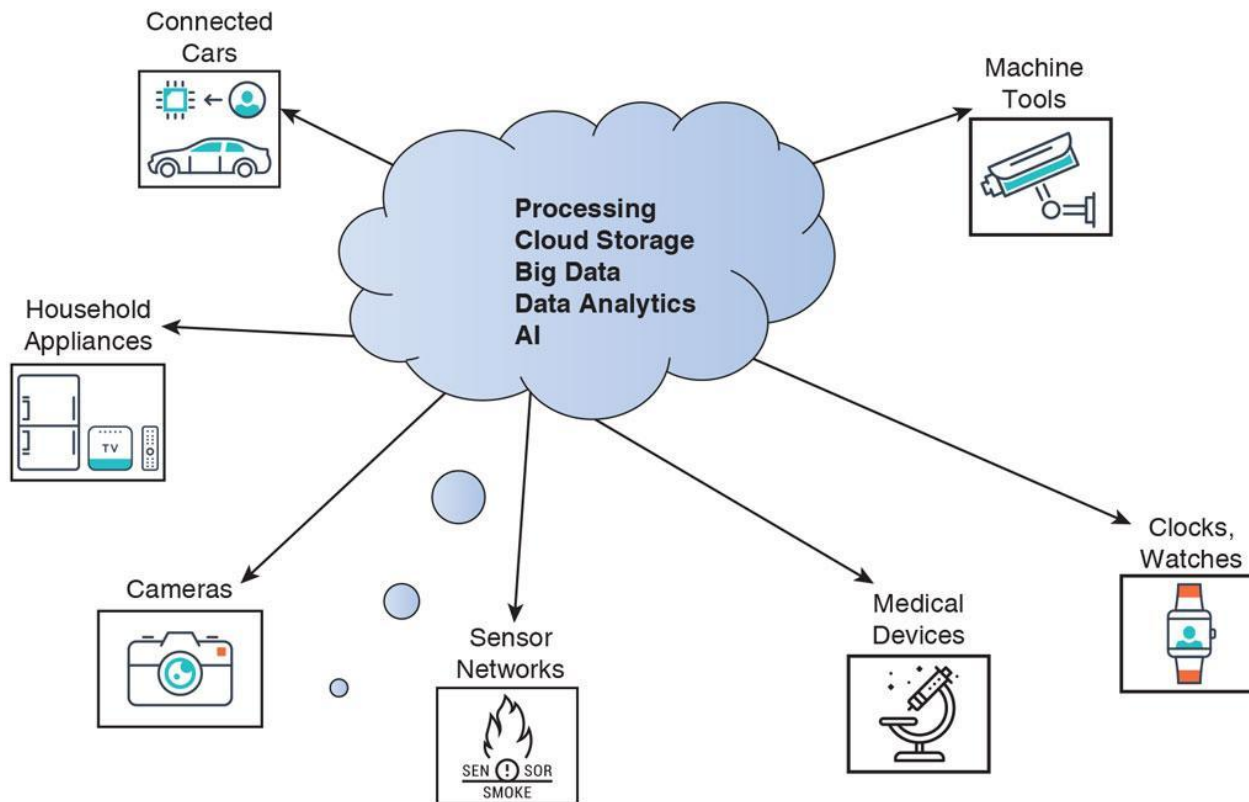 Connected
Cars
Machine
Tools
Processing
Cloud Storage
Big Data
Data Analytics
AI
Household
Appliances
TV
Clocks,
Watches
Cameras
Medical
Devices
Sensor
Networks
SEN SOR
SMOKE